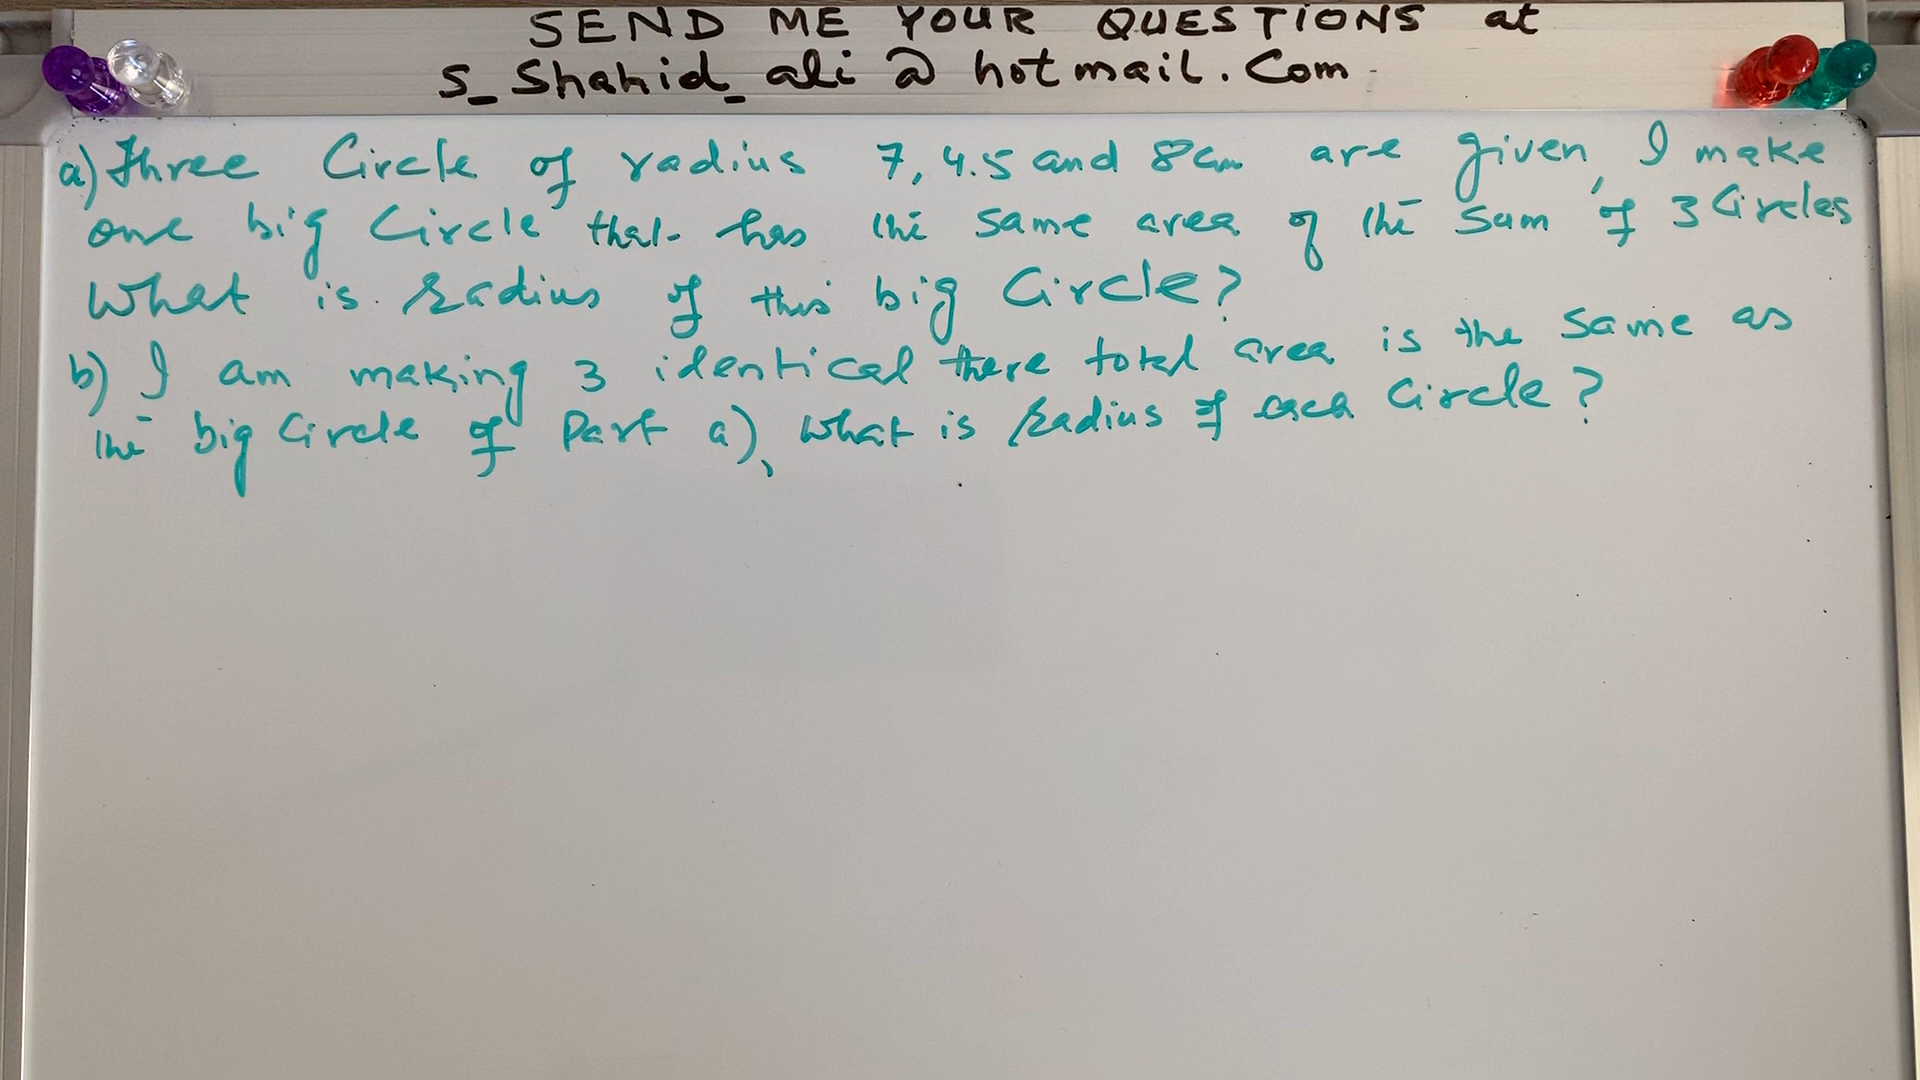 SEND ME YOUR QUESTIONS at
S_Shahid_ali@hotmail.com
a) Three Circle of radius 7, 4.5 and 8cm are given, I make
one big Circle that has the same area of the sum of 3 Circles
What is radius of this big Circle?
b) I am making 3 identical there total area is the same as
the big Circle of Part a), what is radius of each Circle?